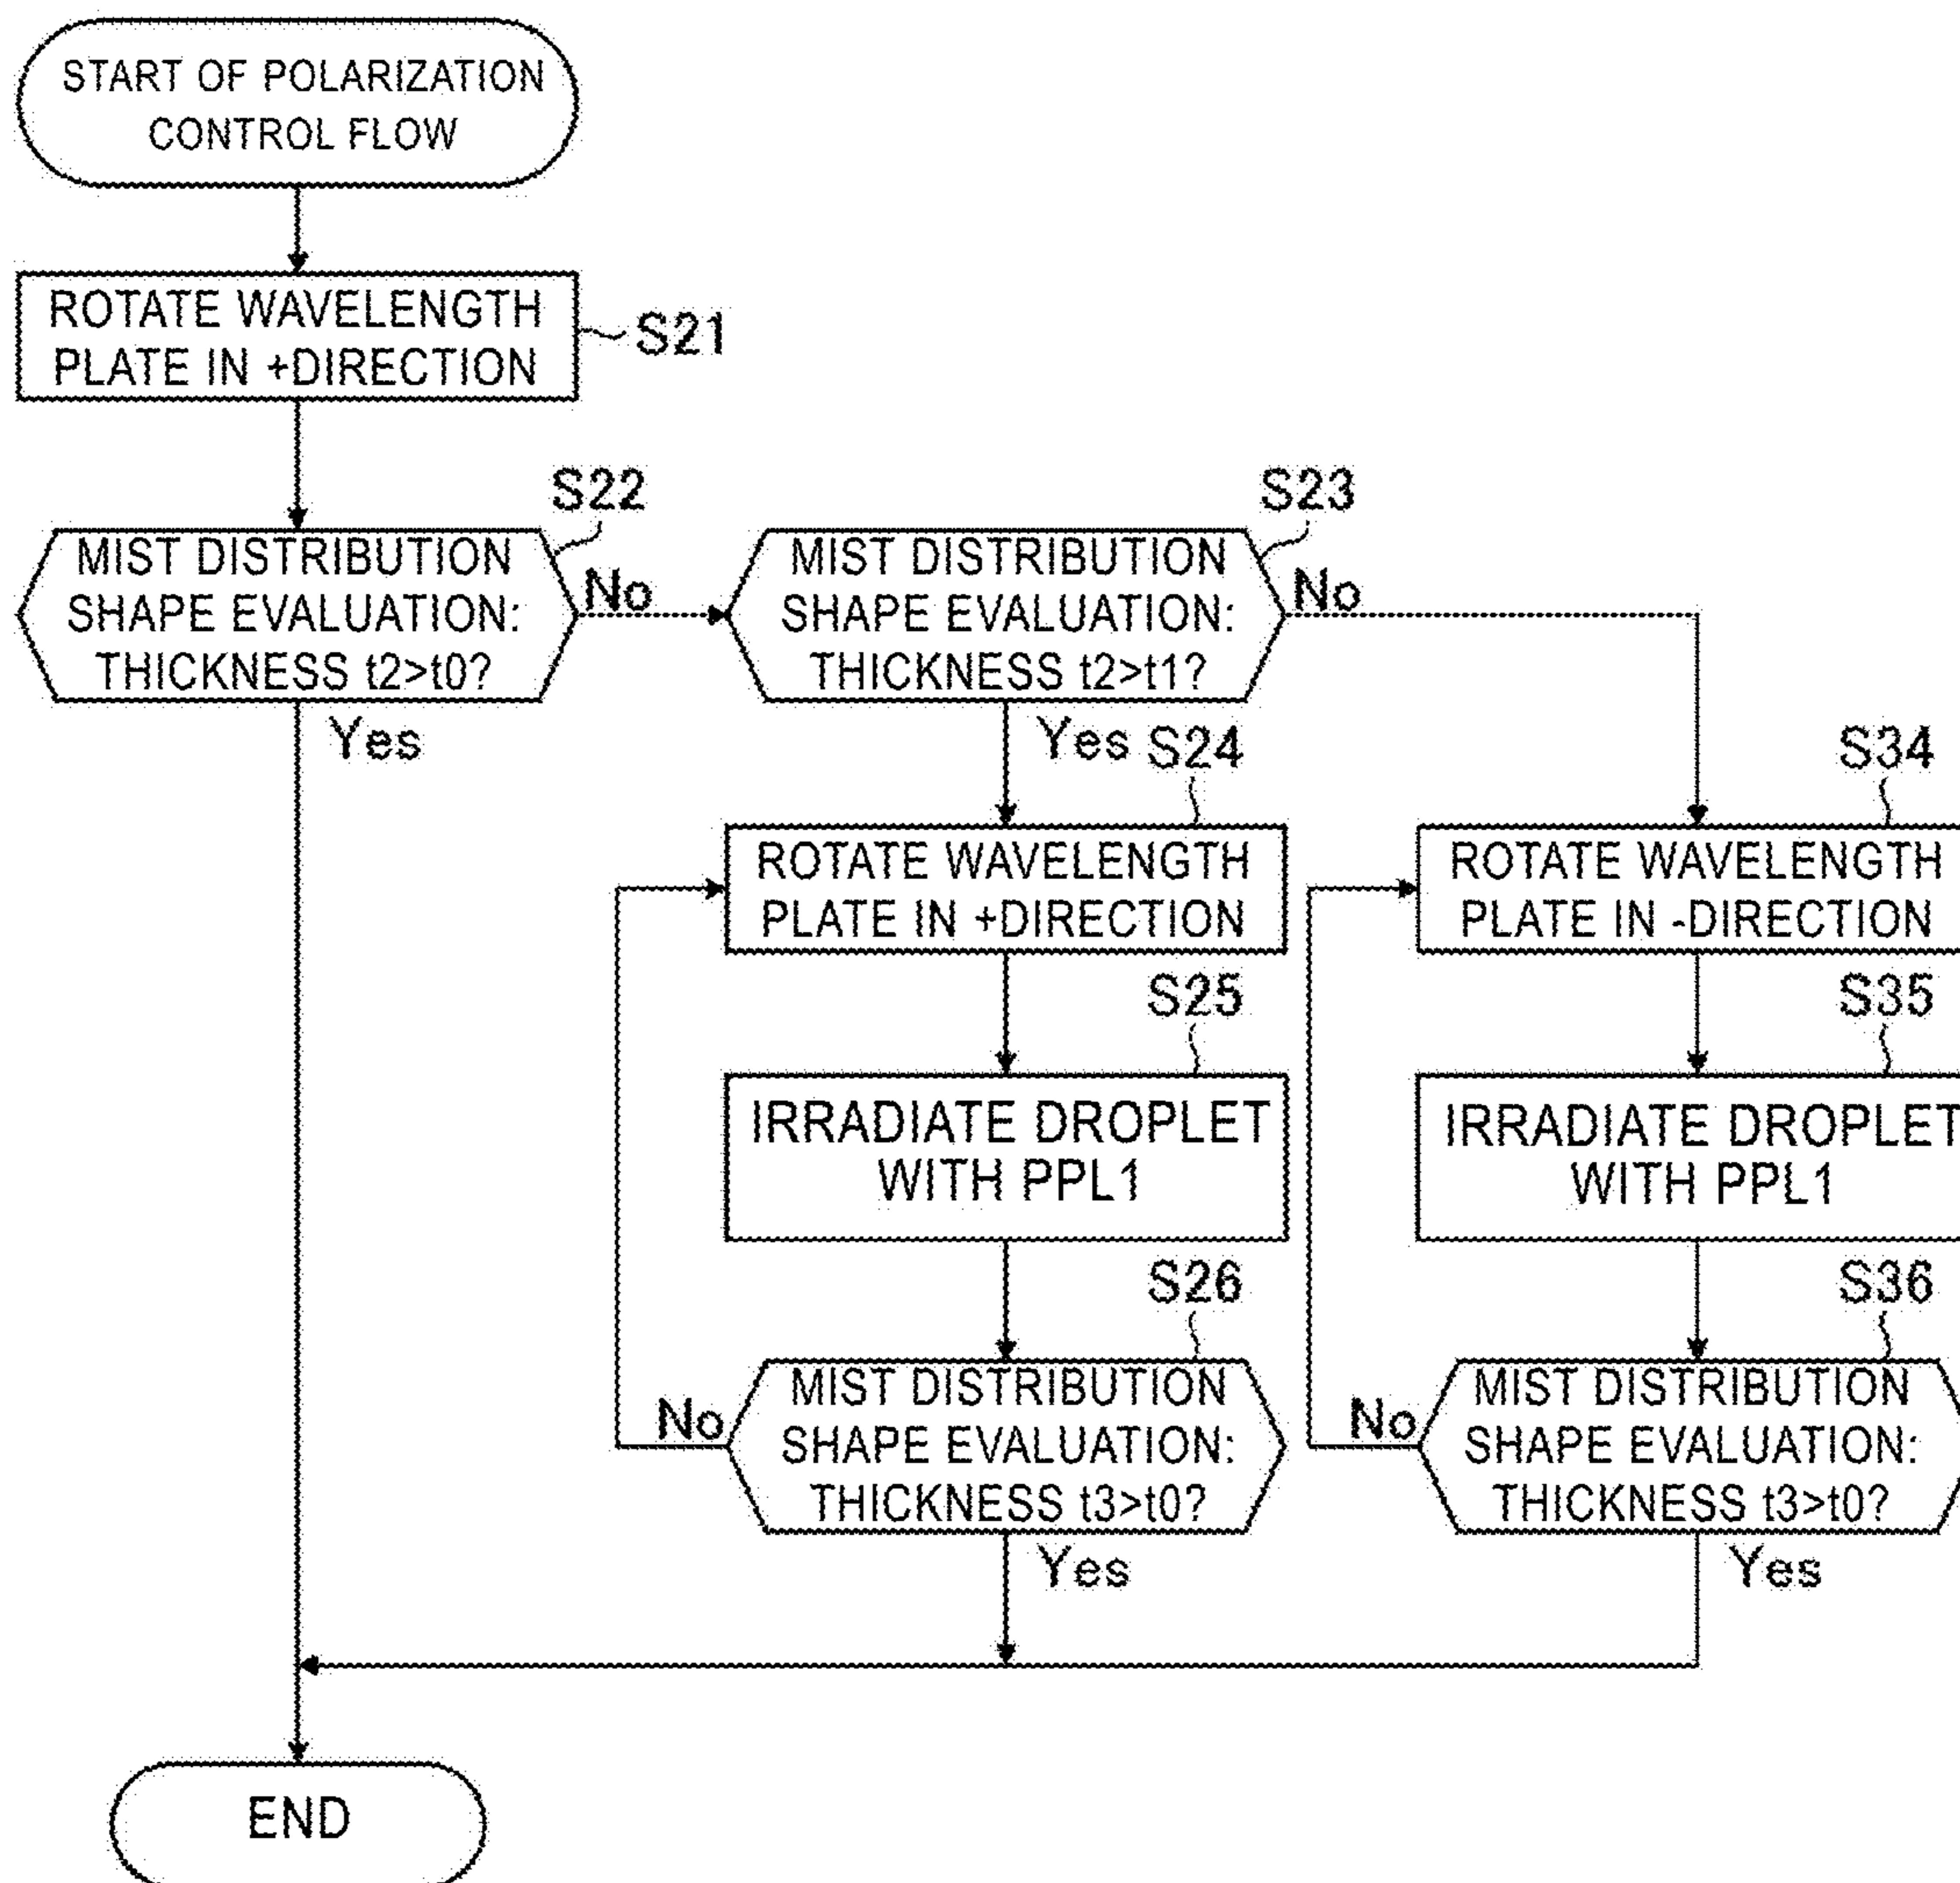 START OF POLARIZATION
CONTROL FLOW
ROTATE WAVELENGTH
PLATE IN +DIRECTION
S21
S22
MIST DISTRIBUTION
SHAPE EVALUATION:
THICKNESS t2>t0?
No
Yes
S23
MIST DISTRIBUTION
SHAPE EVALUATION:
THICKNESS t2>t1?
No
Yes
S24
ROTATE WAVELENGTH
PLATE IN +DIRECTION
S25
IRRADIATE DROPLET
WITH PPL1
S26
MIST DISTRIBUTION
SHAPE EVALUATION:
THICKNESS t3>t0?
No
Yes
S34
ROTATE WAVELENGTH
PLATE IN -DIRECTION
S35
IRRADIATE DROPLET
WITH PPL1
S36
MIST DISTRIBUTION
SHAPE EVALUATION:
THICKNESS t3>t0?
No
Yes
END